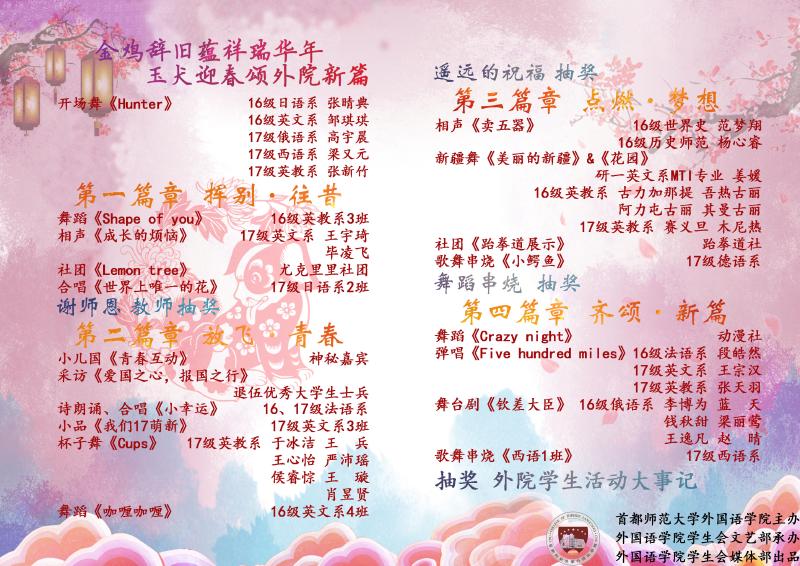 金鸡辞旧蕴祥瑞华年
玉犬迎春颂外院新篇
开场舞《Hunter》 16级日语系 张晴典
16级英文系 邹琪琪
17级俄语系 高宇晨
17级西语系 梁又元
17级英教系 张新竹
第一篇章 挥别·往昔
舞蹈《Shape of you》 16级英教系3班
相声《成长的烦恼》 17级英文系 王宇琦
毕凌飞
社团《Lemon tree》 尤克里里社团
合唱《世界上唯一的花》 17级日语系2班
谢师恩 教师抽奖
第二篇章 放飞·青春
小儿国《青春互动》 神秘嘉宾
采访《爱国之心，报国之行》
退伍优秀大学生士兵
诗朗诵、合唱《小幸运》 16、17级法语系
小品《我们17萌新》 17级英文系3班
杯子舞《Cups》 17级英教系 于冰洁 王 兵
王心怡 严沛瑶
侯睿悰 王 璇
肖昱贤
舞蹈《咖喱咖喱》 16级英文系4班
遥远的祝福 抽奖
第三篇章 点燃·梦想
相声《卖五器》 16级世界史 范梦翔
16级历史师范 杨心睿
新疆舞《美丽的新疆》&《花园》
研一英文系MTI专业 姜媛
16级英教系 古力加那提 吾热古丽
阿力屯古丽 其曼古丽
17级英教系 赛义旦 木尼热
社团《跆拳道展示》 跆拳道社
歌舞串烧《小鳄鱼》 17级德语系
舞蹈串烧 抽奖
第四篇章 齐颂·新篇
舞蹈《Crazy night》 动漫社
弹唱《Five hundred miles》16级法语系 段皓然
17级英文系 王宗汉
17级英教系 张天羽
舞台剧《钦差大臣》 16级俄语系 李博为 蓝 天
钱秋甜 梁丽莺
王逸凡 赵 晴
歌舞串烧《西语1班》 17级西语系
抽奖 外院学生活动大事记
首都师范大学外国语学院主办
外国语学院学生会文艺部承办
外国语学院学生会媒体部出品